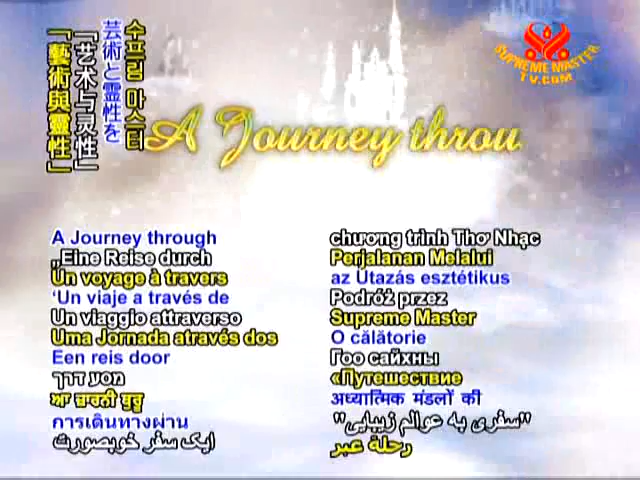 수프림 마스터
芸術と霊性を
「艺术与灵性」
「藝術與靈性」
SUPREME MASTER
TV.COM
A Journey throu
A Journey through
„Eine Reise durch
Un voyage à travers
‘Un viaje a través de
Un viaggio attraverso
Uma Jornada através dos
Een reis door
מסע דרך
การเดินทางผ่าน
ایک سفر خوبصورت
chương trình Thơ Nhạc
Perjalanan Melalui
az Utazás esztétikus
Podróż przez
Supreme Master
O călătorie
Гоо сайхны
«Путешествие
अध्यात्मिक मंडलों की
"سفری به عوالم زیبایی"
رحلة عبر